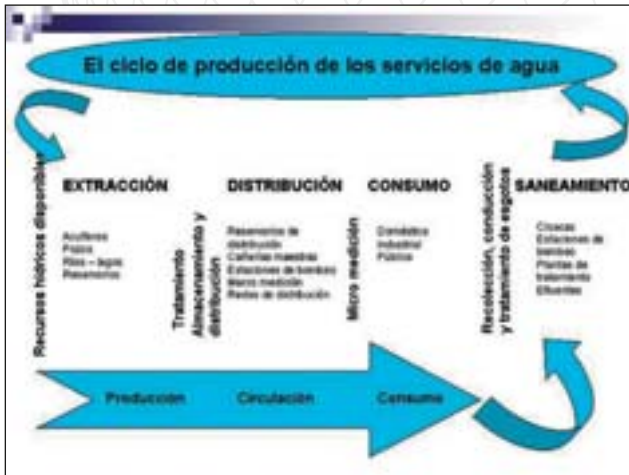 El ciclo de producción de los servicios de agua
Recursos hídricos disponibles
EXTRACCIÓN
Acuíferos
Pozos
Ríos – lagos
Reservorios
Tratamiento
Almacenamiento y
distribución
DISTRIBUCIÓN
Reservorios de
distribución
Cañerías maestras
Estaciones de bombeo
Macro medición
Redes de distribución
Micro medición
CONSUMO
Doméstico
Industrial
Público
Recolección, conducción
y tratamiento de esgotos
SANEAMIENTO
Cloacas
Estaciones de
bombeo
Plantas de
tratamiento
Efluentes
Producción
Circulación
Consumo